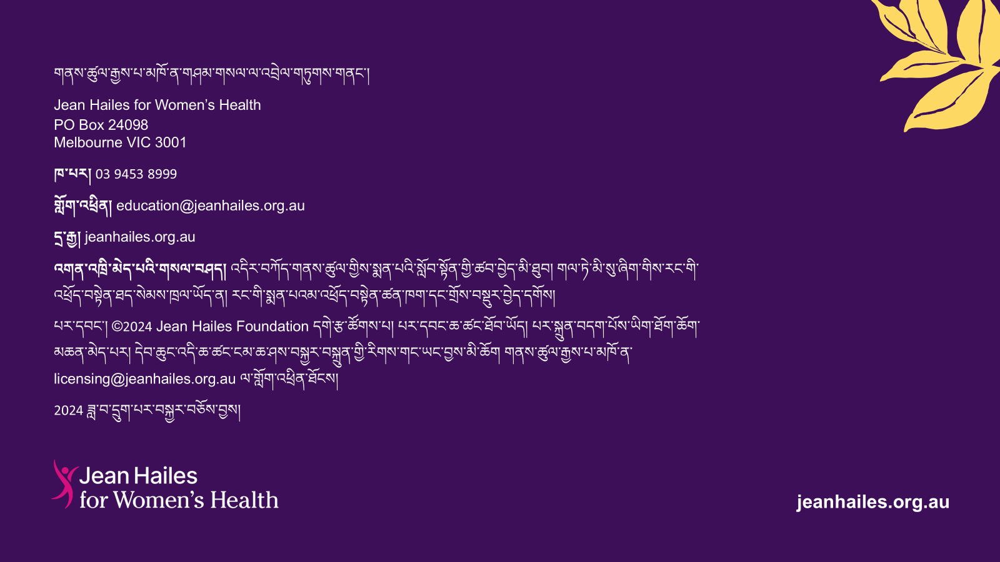 གནས་ཚུལ་རྒྱས་པ་མཁོ་ན་གཤམ་གསལ་ལ་འབྲེལ་གཏུགས་གནང་།
Jean Hailes for Women’s Health
PO Box 24098
Melbourne VIC 3001
ཁ་པར། 03 9453 8999
གློག་འཕྲིན། education@jeanhailes.org.au
དྲ་རྒྱ། jeanhailes.org.au
འགན་འཁྲི་མེད་པའི་གསལ་བཤད། འདིར་བཀོད་གནས་ཚུལ་གྱིས་སྨན་པའི་སློབ་སྟོན་གྱི་ཚབ་བྱེད་མི་ཐུབ། གལ་ཏེ་མི་སུ་ཞིག་གིས་རང་གི་
འཕྲོད་བསྟེན་ཐད་སེམས་ཁྲལ་ཡོད་ན། རང་གི་སྨན་པའམ་འཕྲོད་བསྟེན་ཚན་ཁག་དང་གྲོས་བསྡུར་བྱེད་དགོས།
པར་དབང་། ©2024 Jean Hailes Foundation དགེ་རྩ་ཚོགས་པ། པར་དབང་ཆ་ཚང་ཐོབ་ཡོད། པར་སྐྲུན་བདག་པོས་ཡིག་ཐོག་ཆོག་
མཆན་མེད་པར། དེབ་ཆུང་འདི་ཆ་ཚང་ངམ་ཆ་ཤས་བསྐྱར་བསྐྲུན་གྱི་རིགས་གང་ཡང་བྱས་མི་ཆོག གནས་ཚུལ་རྒྱས་པ་མཁོ་ན་
licensing@jeanhailes.org.au ལ་གློག་འཕྲིན་ཐོངས།
2024 ཟླ་བ་དྲུག་པར་བསྐྱར་བཅོས་བྱས།
Jean Hailes
for Women’s Health
jeanhailes.org.au